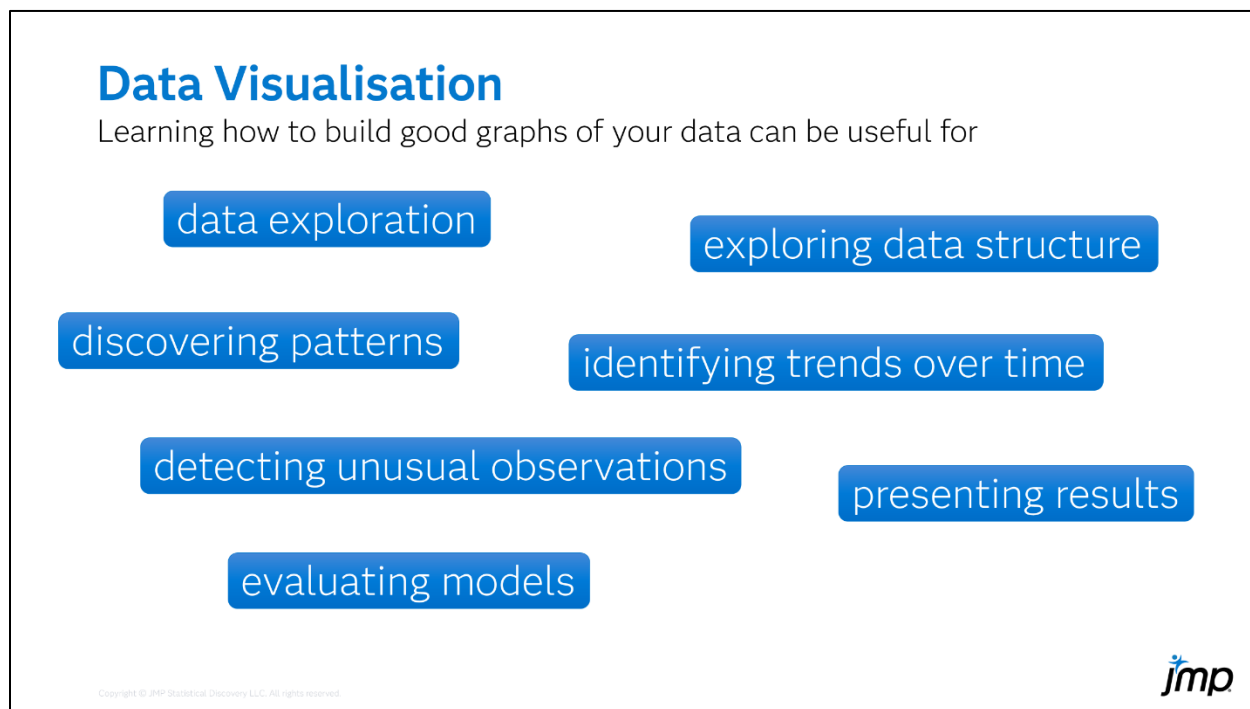 Data Visualisation
Learning how to build good graphs of your data can be useful for
data exploration
exploring data structure
discovering patterns
identifying trends over time
detecting unusual observations
presenting results
evaluating models
Copyright © JMP Statistical Discovery LLC. All rights reserved.
jmp